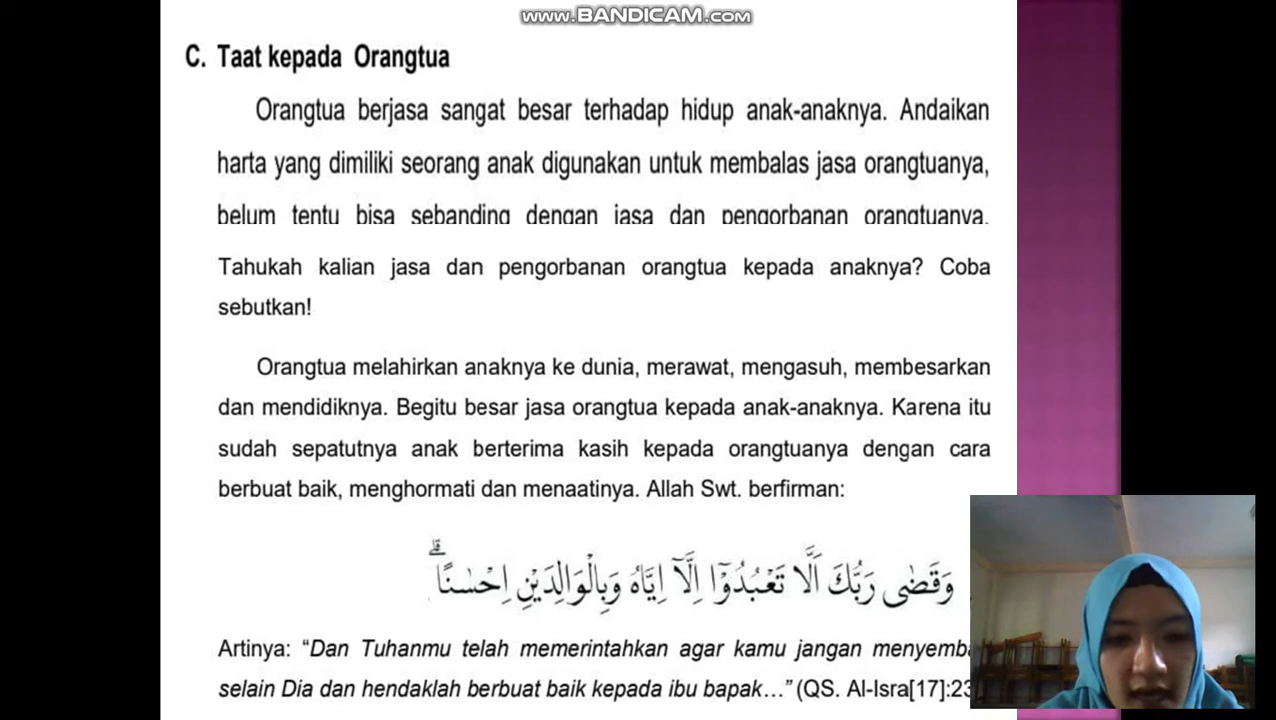 www.BANDICAM.com
C. Taat kepada Orangtua
Orangtua berjasa sangat besar terhadap hidup anak-anaknya. Andaikan
harta yang dimiliki seorang anak digunakan untuk membalas jasa orangtuanya,
belum tentu bisa sebanding dengan jasa dan pengorbanan orangtuanya.
Tahukah kalian jasa dan pengorbanan orangtua kepada anaknya? Coba
sebutkan!
Orangtua melahirkan anaknya ke dunia, merawat, mengasuh, membesarkan
dan mendidiknya. Begitu besar jasa orangtua kepada anak-anaknya. Karena itu
sudah sepatutnya anak berterima kasih kepada orangtuanya dengan cara
berbuat baik, menghormati dan menaatinya. Allah Swt. berfirman:
وَقَضٰى رَبُّكَ اَلَّا تَعْبُدُوْٓا اِلَّآ اِيَّاهُ وَبِالْوَالِدَيْنِ اِحْسٰنًاۗ
Artinya: “Dan Tuhanmu telah memerintahkan agar kamu jangan menyemba
selain Dia dan hendaklah berbuat baik kepada ibu bapak…” (QS. Al-Isra[17]:23